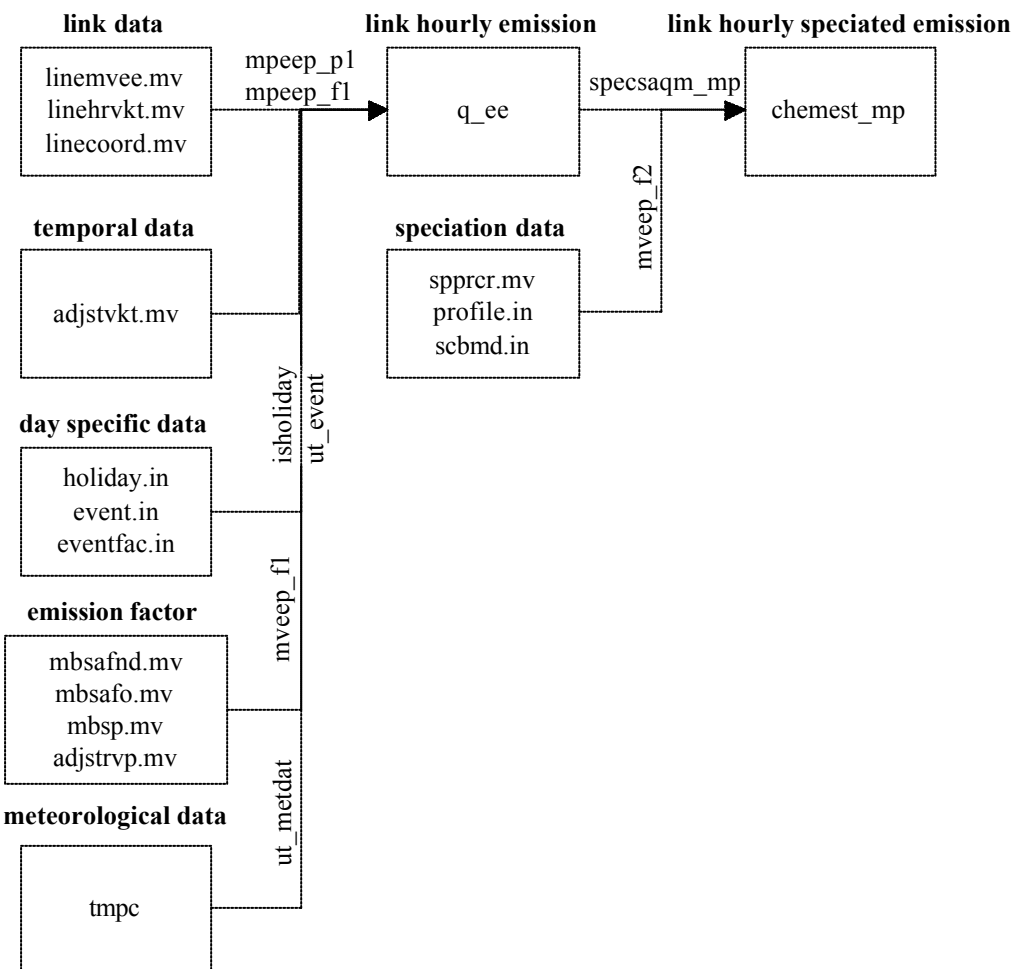 link data
linemvee.mv
linehrvkt.mv
linecoord.mv
mpeep_p1
mpeep_f1
link hourly emission
q_ee
specsaqm_mp
link hourly speciated emission
chemest_mp
mveep_f2
temporal data
adjstvkt.mv
speciation data
spprcr.mv
profile.in
scbmd.in
isholiday
ut_event
day specific data
holiday.in
event.in
eventfac.in
mveep_f1
emission factor
mbsafnd.mv
mbsafo.mv
mbsp.mv
adjstrvp.mv
ut_metdat
meteorological data
tmpc